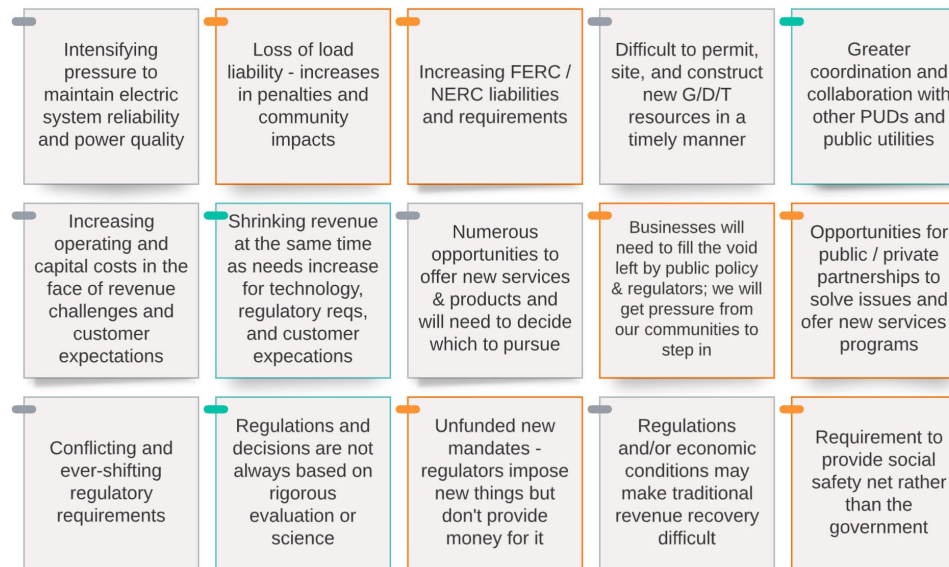 Intensifying
pressure to
maintain electric
system reliability
and power quality
Loss of load
liability - increases
in penalties and
community
impacts
Increasing FERC /
NERC liabilities
and requirements
Difficult to permit,
site, and construct
new G/D/T
resources in a
timely manner
Greater
coordination and
collaboration with
other PUDs and
public utilities
Increasing
operating and
capital costs in the
face of revenue
challenges and
customer
expectations
Shrinking revenue
at the same time
as needs increase
for technology,
regulatory reqs,
and customer
expecations
Numerous
opportunities to
offer new services
& products and
will need to decide
which to pursue
Businesses will
need to fill the void
left by public policy
& regulators; we will
get pressure from
our communities to
step in
Opportunities for
public / private
partnerships to
solve issues and
ofer new services
programs
Conflicting and
ever-shifting
regulatory
requirements
Regulations and
decisions are not
always based on
rigorous
evaluation or
science
Unfunded new
mandates -
regulators impose
new things but
don't provide
money for it
Regulations
and/or economic
conditions may
make traditional
revenue recovery
difficult
Requirement to
provide social
safety net rather
than the
government